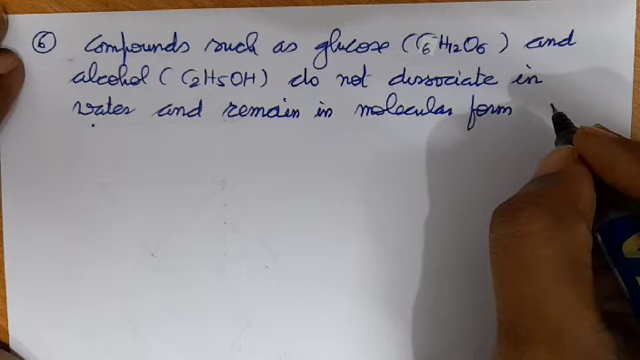 ⑥ Compounds such as glucose (C6H12O6) and
alcohol (C2H5OH) do not dissociate in
water and remain in molecular form